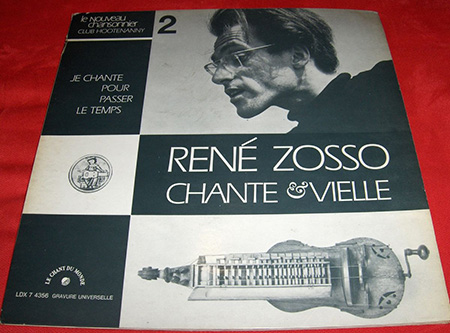 le NOUVEAU
chansonnier
CLUB HOOTENANNY
2
JE CHANTE
POUR
PASSER
LE TEMPS
RENÉ ZOSSO
CHANTE & VIELLE
LE CHANT DU MONDE
LDX 7 4356 GRAVURE UNIVERSELLE